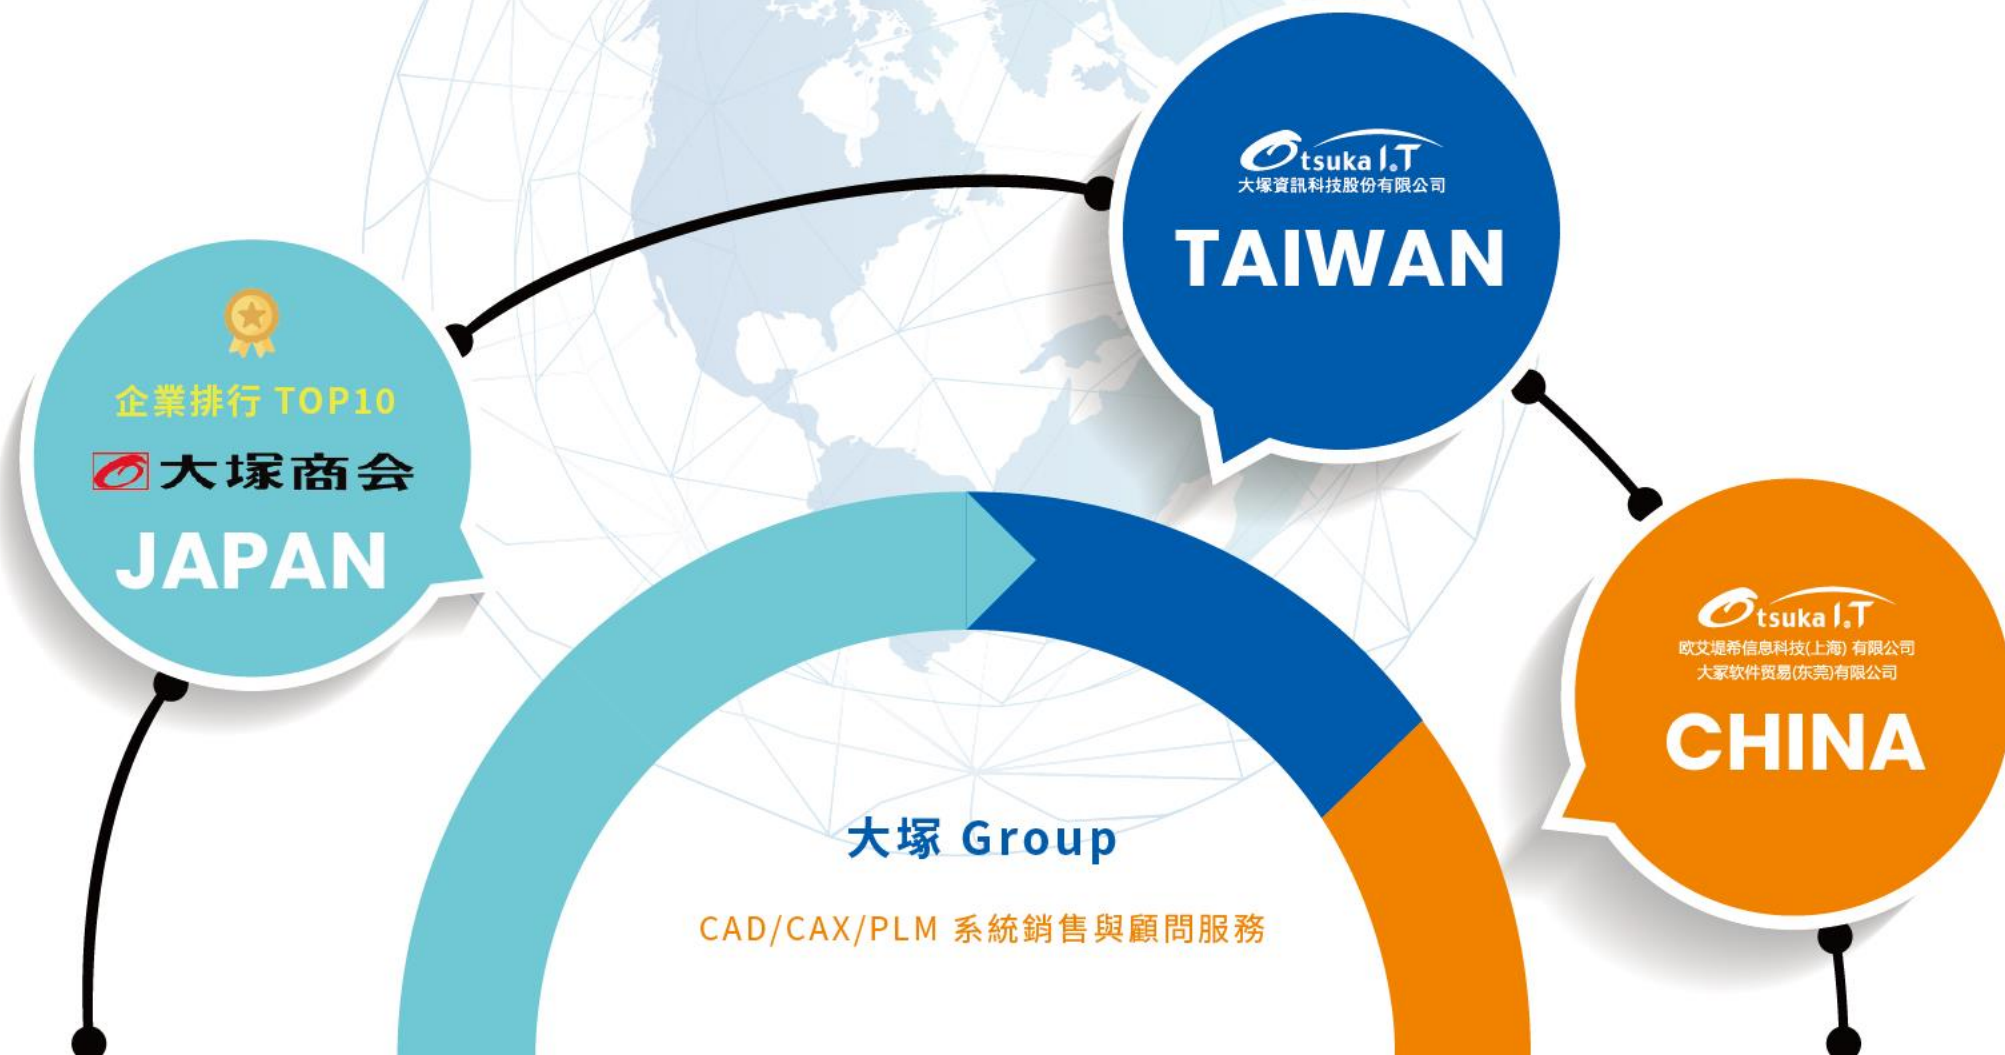 企業排行 TOP10
大塚商会
JAPAN
Otsuka I.T
大塚資訊科技股份有限公司
TAIWAN
Otsuka I.T
欧艾堤希信息科技(上海) 有限公司
大冢软件贸易(东莞)有限公司
CHINA
大塚 Group
CAD/CAX/PLM 系統銷售與顧問服務